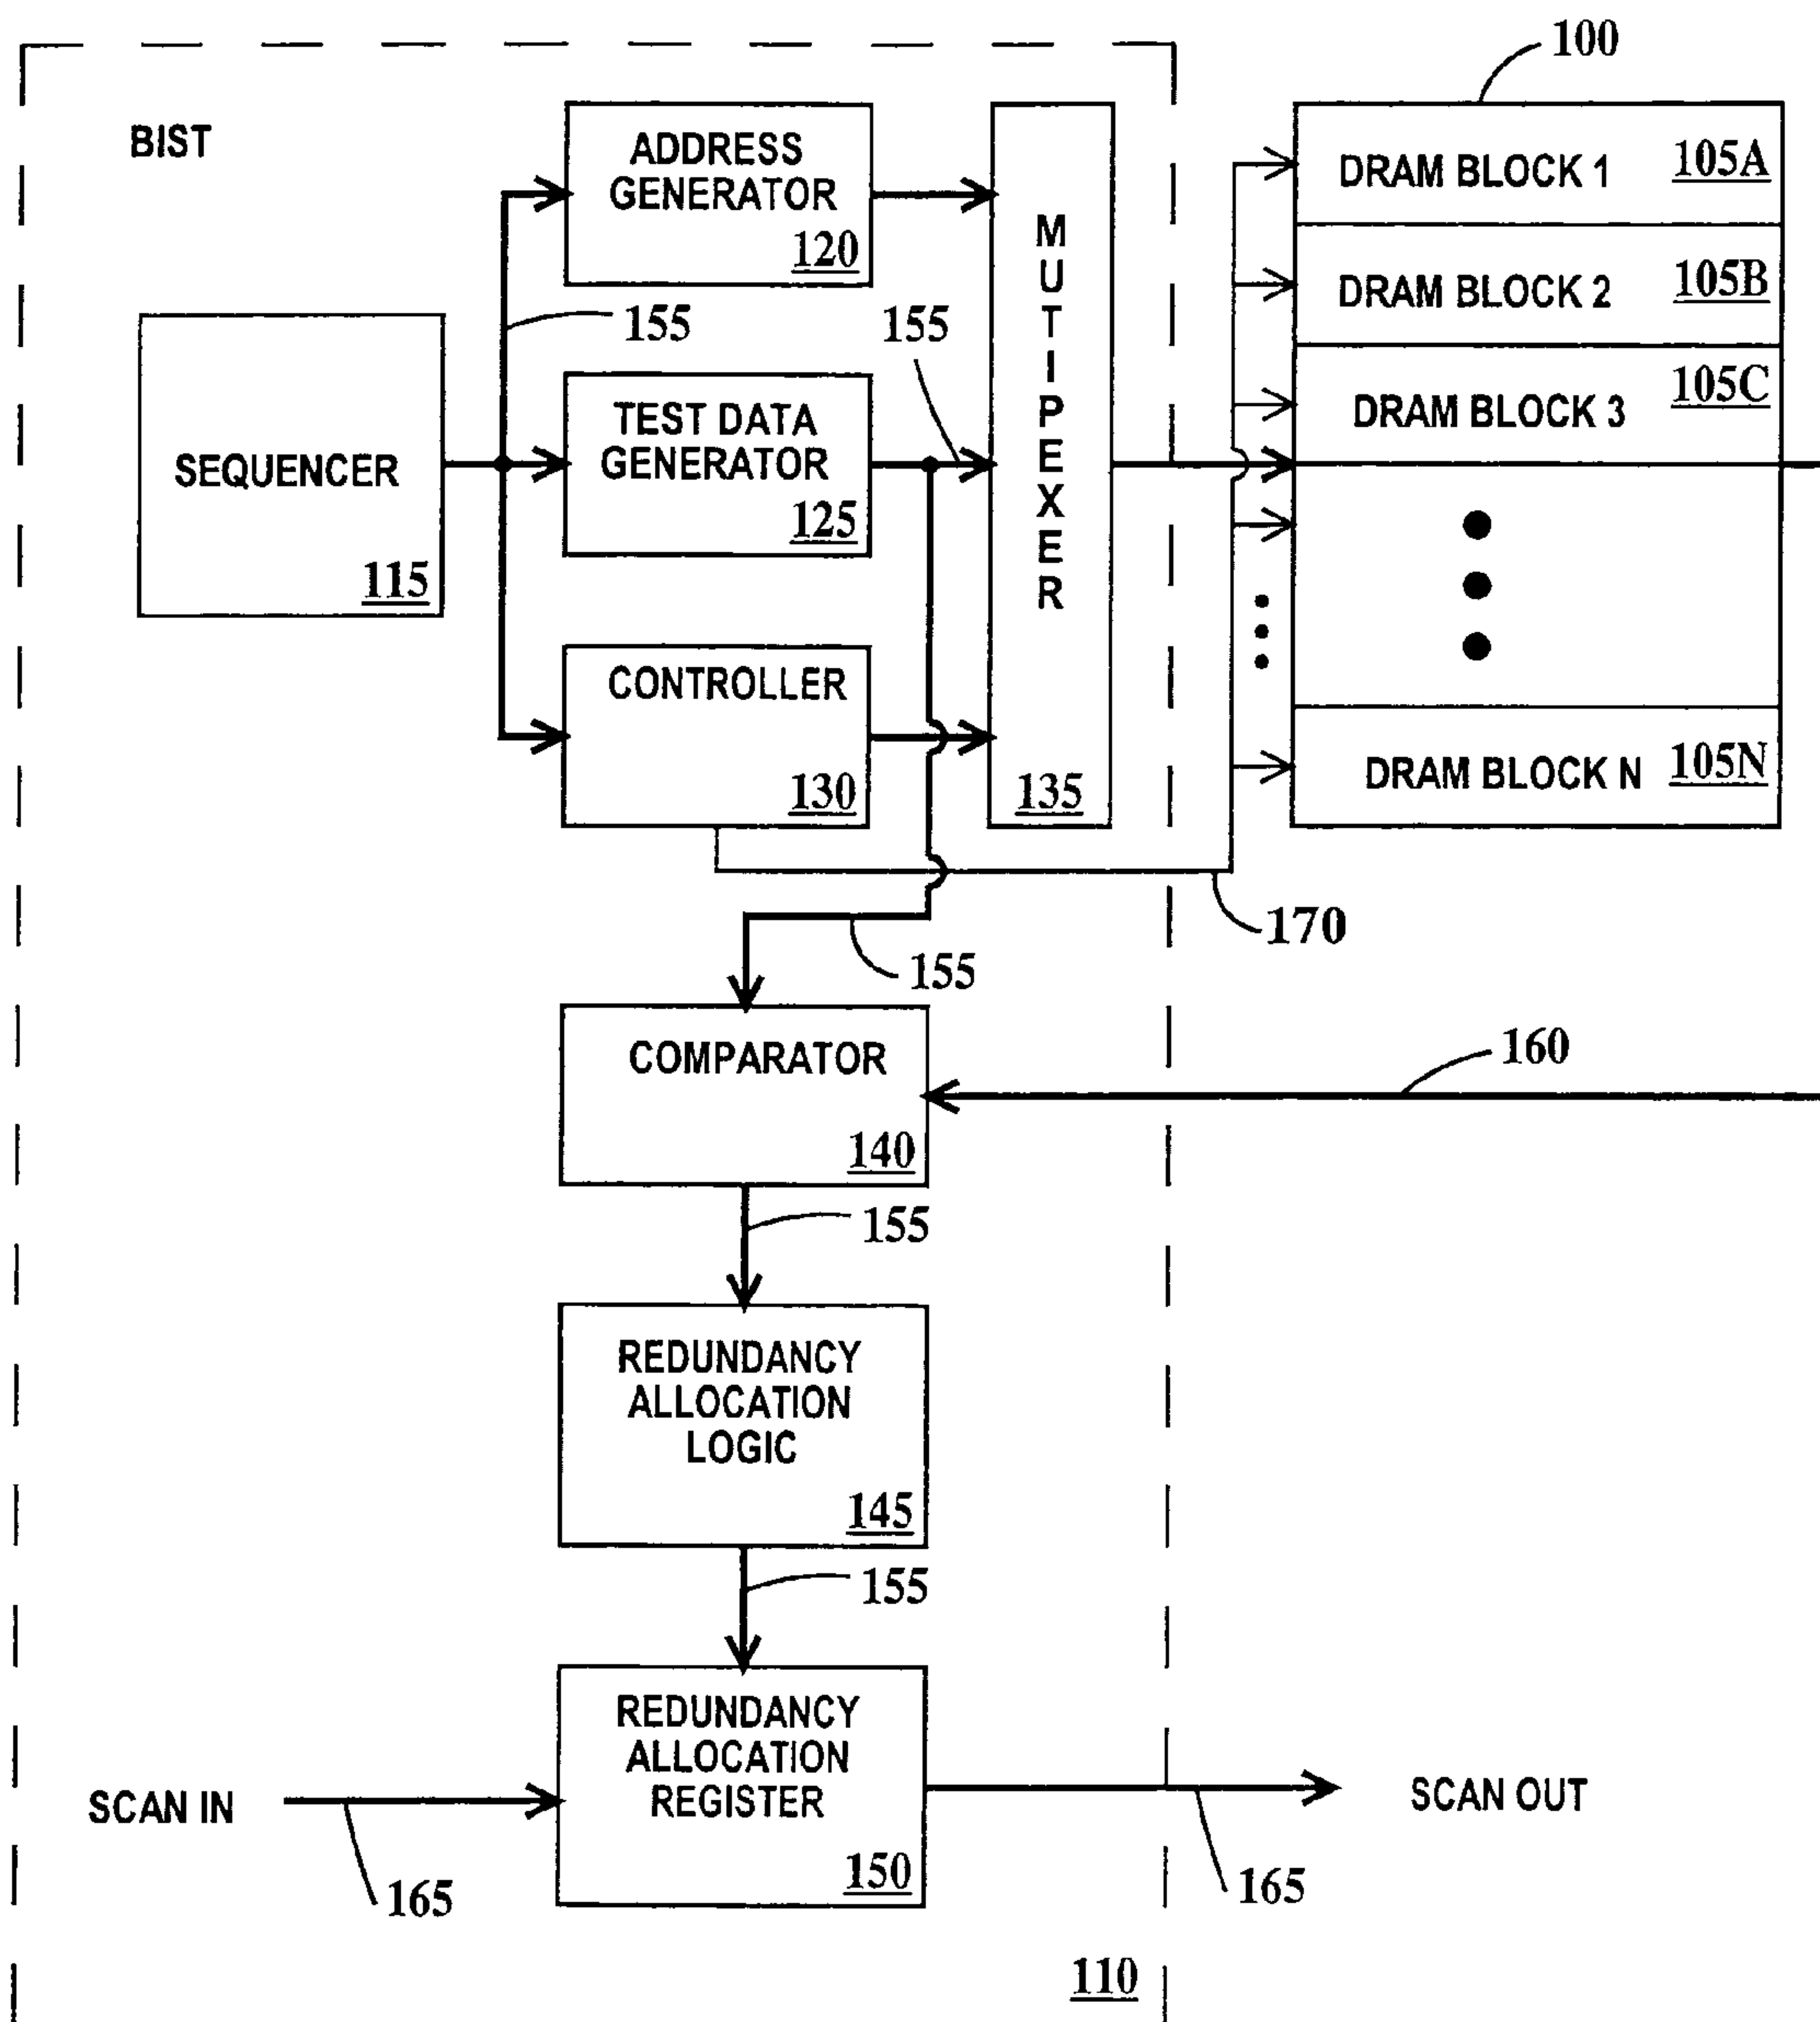 100
BIST
ADDRESS
GENERATOR
120
DRAM BLOCK 1 105A
DRAM BLOCK 2 105B
DRAM BLOCK 3 105C
155
155
SEQUENCER
115
TEST DATA
GENERATOR
125
MUTIPEXER
135
CONTROLLER
130
DRAM BLOCK N 105N
170
155
COMPARATOR
140
160
155
REDUNDANCY
ALLOCATION
LOGIC
145
155
REDUNDANCY
ALLOCATION
REGISTER
150
SCAN IN
165
SCAN OUT
165
110